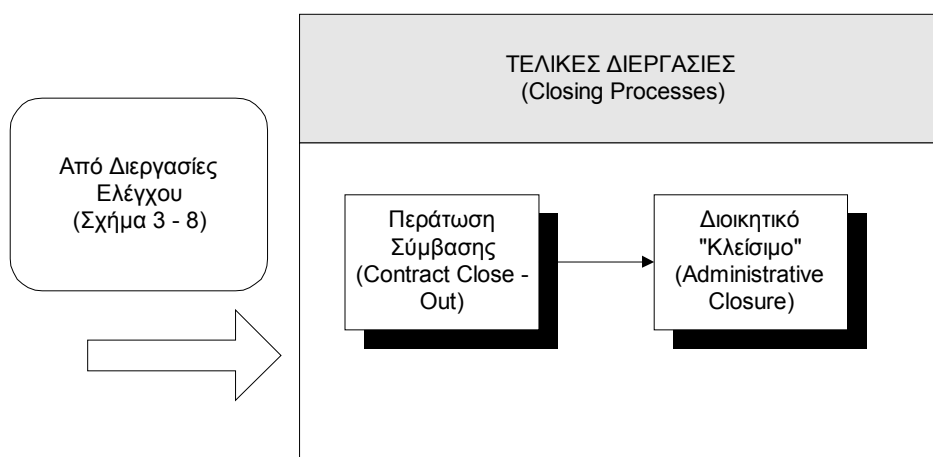 ΤΕΛΙΚΕΣ ΔΙΕΡΓΑΣΙΕΣ
(Closing Processes)
Από Διεργασίες
Ελέγχου
(Σχήμα 3 - 8)
Περάτωση
Σύμβασης
(Contract Close -
Out)
Διοικητικό
"Κλείσιμο"
(Administrative
Closure)